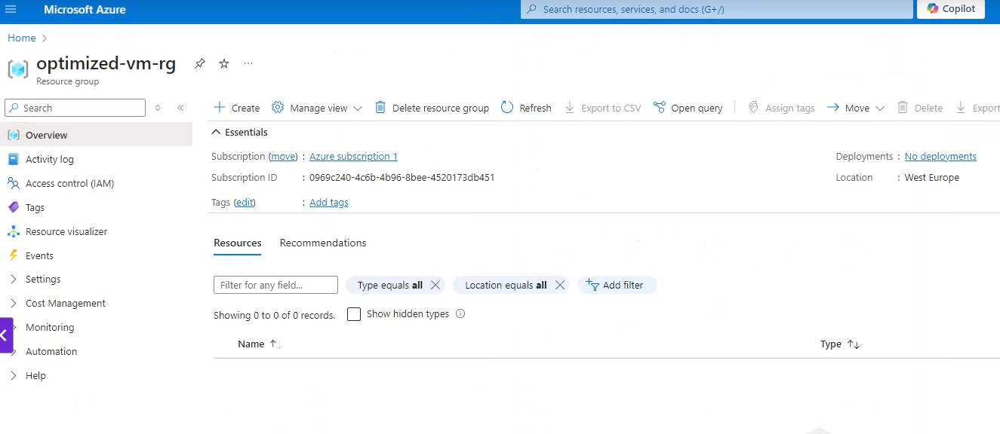 Microsoft Azure
Search resources, services, and docs (G+/)
Copilot
Home >
optimized-vm-rg
Resource group
Search
Create Manage view Delete resource group Refresh Export to CSV Open query Assign tags Move Delete Export
Overview
Activity log
Access control (IAM)
Tags
Resource visualizer
Events
Settings
Cost Management
Monitoring
Automation
Help
Essentials
Subscription (move) : Azure subscription 1
Subscription ID : 0969c240-4c6b-4b96-8bee-4520173db451
Tags (edit) : Add tags
Deployments : No deployments
Location : West Europe
Resources Recommendations
Filter for any field... Type equals all Location equals all Add filter
Showing 0 to 0 of 0 records. Show hidden types
Name Type